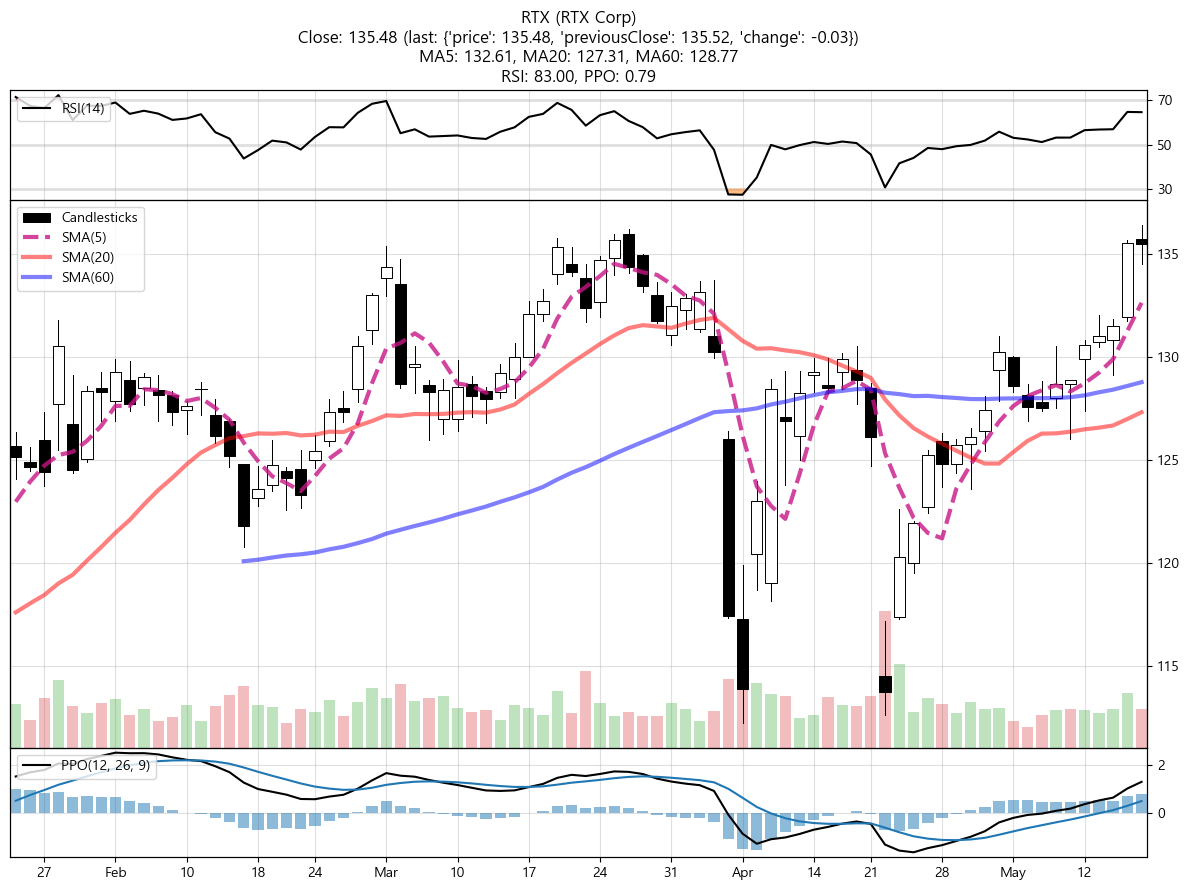 RTX (RTX Corp)
Close: 135.48 (last: {'price': 135.48, 'previousClose': 135.52, 'change': -0.03})
MA5: 132.61, MA20: 127.31, MA60: 128.77
RSI: 83.00, PPO: 0.79
RSI(14)
70
50
30
Candlesticks
SMA(5)
SMA(20)
SMA(60)
135
130
125
120
115
PPO(12, 26, 9)
2
0
27 Feb 10 18 24 Mar 10 17 24 31 Apr 14 21 28 May 12